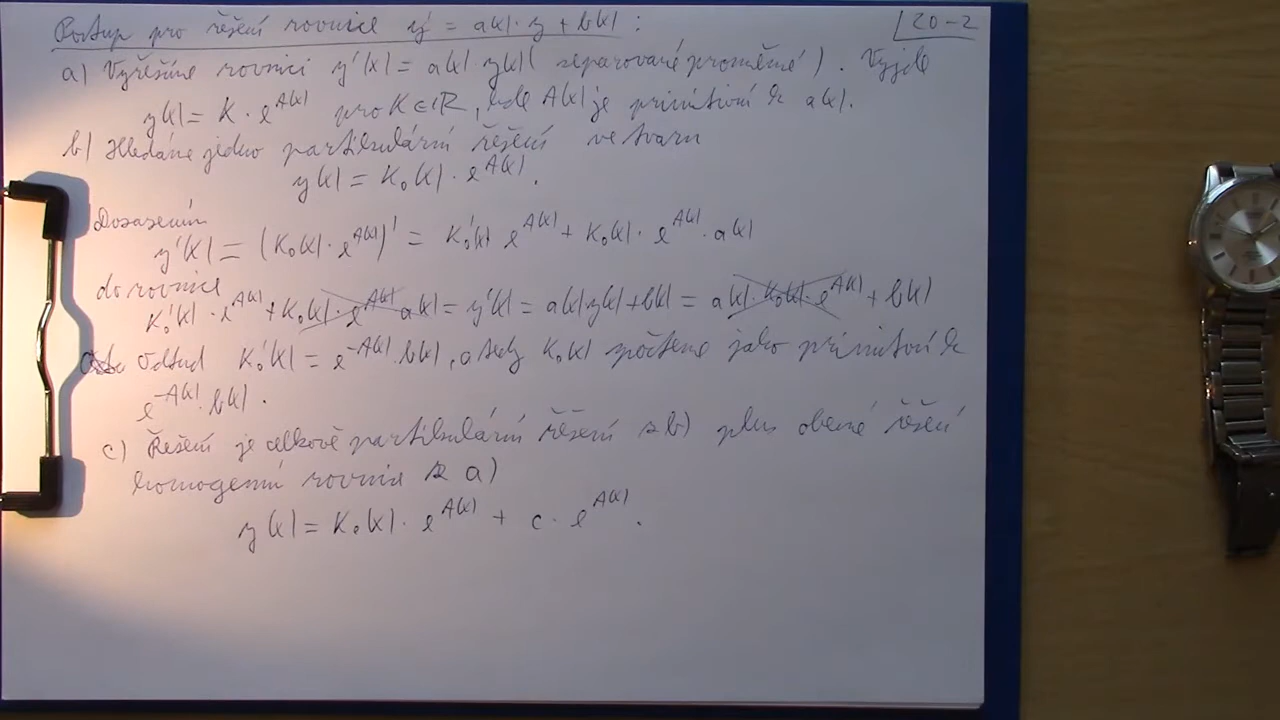 Postup pro řešení rovnice y' = a(x)·y + b(x) :
20-2
a) Vyřešíme rovnici y'(x) = a(x)·y(x) (separované proměnné). Vyjde
y(x) = K · e^A(x) pro K ∈ ℝ, kde A(x) je primitivní k a(x).
b) Hledáme jedno partikulární řešení ve tvaru
y(x) = K₀(x) · e^A(x).
Dosazením
y'(x) = (K₀(x) · e^A(x))' = K₀'(x) e^A(x) + K₀(x) · e^A(x) · a(x)
do rovnice
K₀'(x) · e^A(x) + K₀(x) · e^A(x) a(x) = y'(x) = a(x) y(x) + b(x) = a(x) · K₀(x) · e^A(x) + b(x)
Odtud K₀'(x) = e^-A(x) · b(x), a tedy K₀(x) spočteme jako primitivní k
e^-A(x) · b(x).
c) Řešení je celkově partikulární řešení z b) plus obecné řešení
homogenní rovnice z a)
y(x) = K₀(x) · e^A(x) + c · e^A(x).